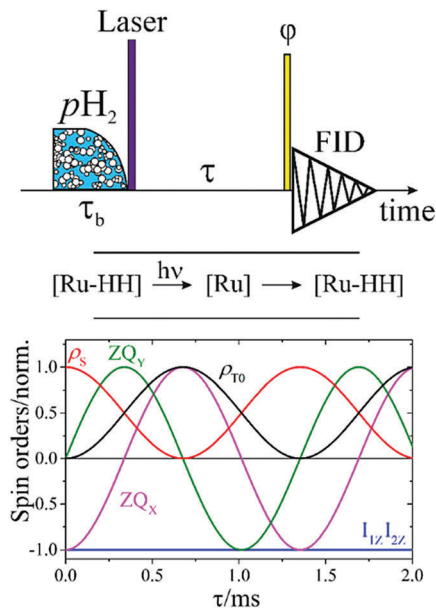 Laser
φ
pH₂
FID
τ
τb
time
[Ru-HH] hν [Ru] [Ru-HH]
Spin orders/norm.
1.0
0.5
0.0
-0.5
-1.0
ρS
ZQY
ρT0
ZQX
I1ZI2Z
0.0 0.5 1.0 1.5 2.0
τ/ms